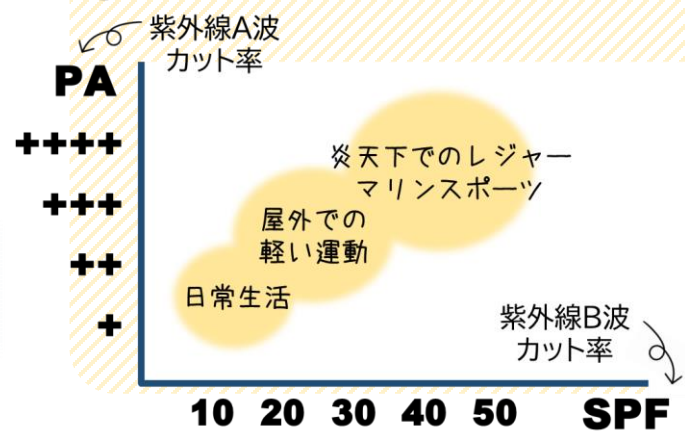 紫外線A波
カット率
PA
++++
+++
++
+
炎天下でのレジャー
マリンスポーツ
屋外での
軽い運動
日常生活
紫外線B波
カット率
10 20 30 40 50 SPF